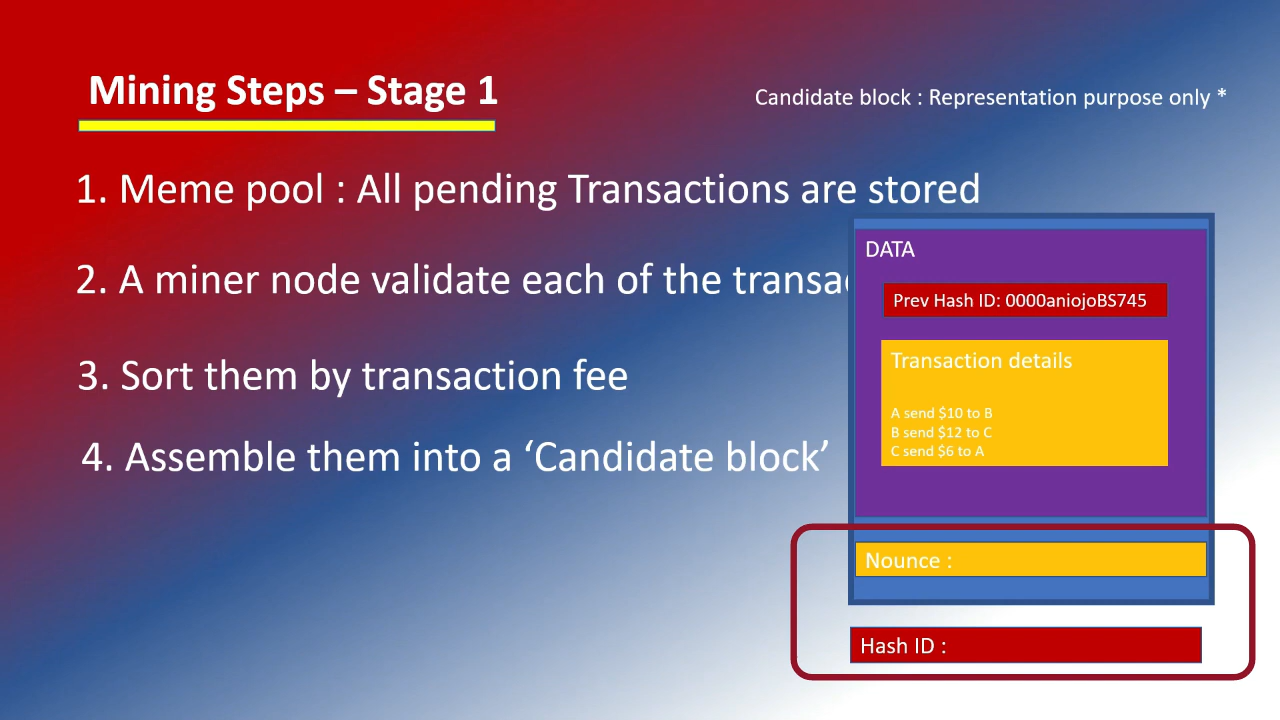 Mining Steps – Stage 1
Candidate block : Representation purpose only *
1. Meme pool : All pending Transactions are stored
2. A miner node validate each of the
3. Sort them by transaction fee
4. Assemble them into a ‘Candidate block’
DATA
Prev Hash ID: 0000aniojoBS745
Transaction details
A send $10 to B
B send $12 to C
C send $6 to A
Nounce :
Hash ID :